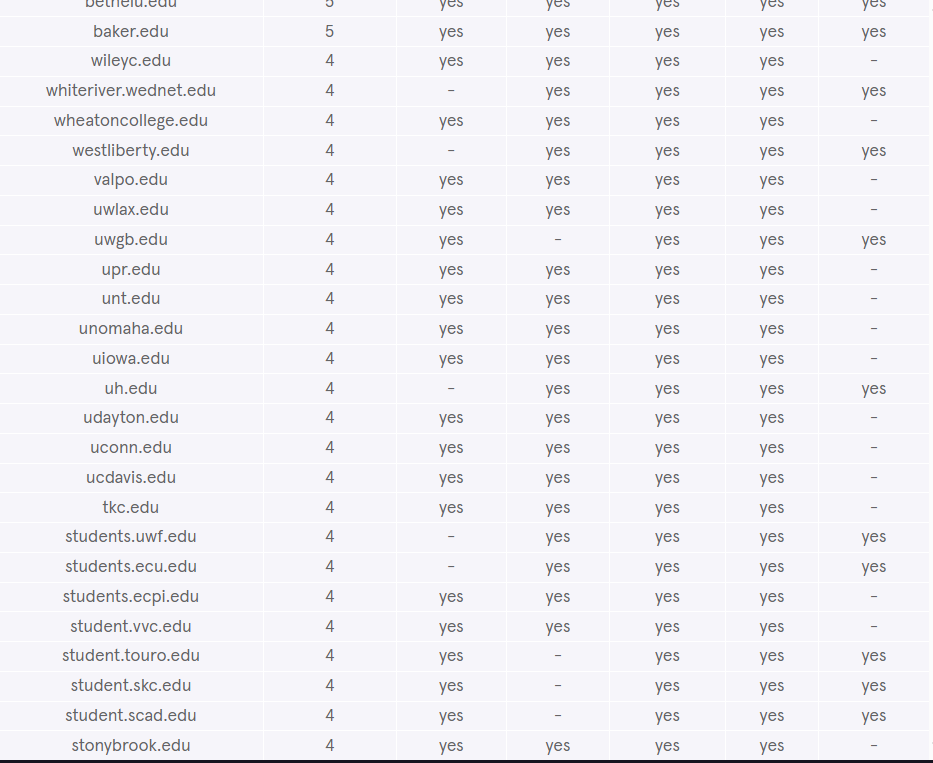 bethelu.edu 5 yes yes yes yes yes
baker.edu 5 yes yes yes yes yes
wileyc.edu 4 yes yes yes yes -
whiteriver.wednet.edu 4 - yes yes yes yes
wheatoncollege.edu 4 yes yes yes yes -
westliberty.edu 4 - yes yes yes yes
valpo.edu 4 yes yes yes yes -
uwlax.edu 4 yes yes yes yes -
uwgb.edu 4 yes - yes yes yes
upr.edu 4 yes yes yes yes -
unt.edu 4 yes yes yes yes -
unomaha.edu 4 yes yes yes yes -
uiowa.edu 4 yes yes yes yes -
uh.edu 4 - yes yes yes yes
udayton.edu 4 yes yes yes yes -
uconn.edu 4 yes yes yes yes -
ucdavis.edu 4 yes yes yes yes -
tkc.edu 4 yes yes yes yes -
students.uwf.edu 4 - yes yes yes yes
students.ecu.edu 4 - yes yes yes yes
students.ecpi.edu 4 yes yes yes yes -
student.vvc.edu 4 yes yes yes yes -
student.touro.edu 4 yes - yes yes yes
student.skc.edu 4 yes - yes yes yes
student.scad.edu 4 yes - yes yes yes
stonybrook.edu 4 yes yes yes yes -